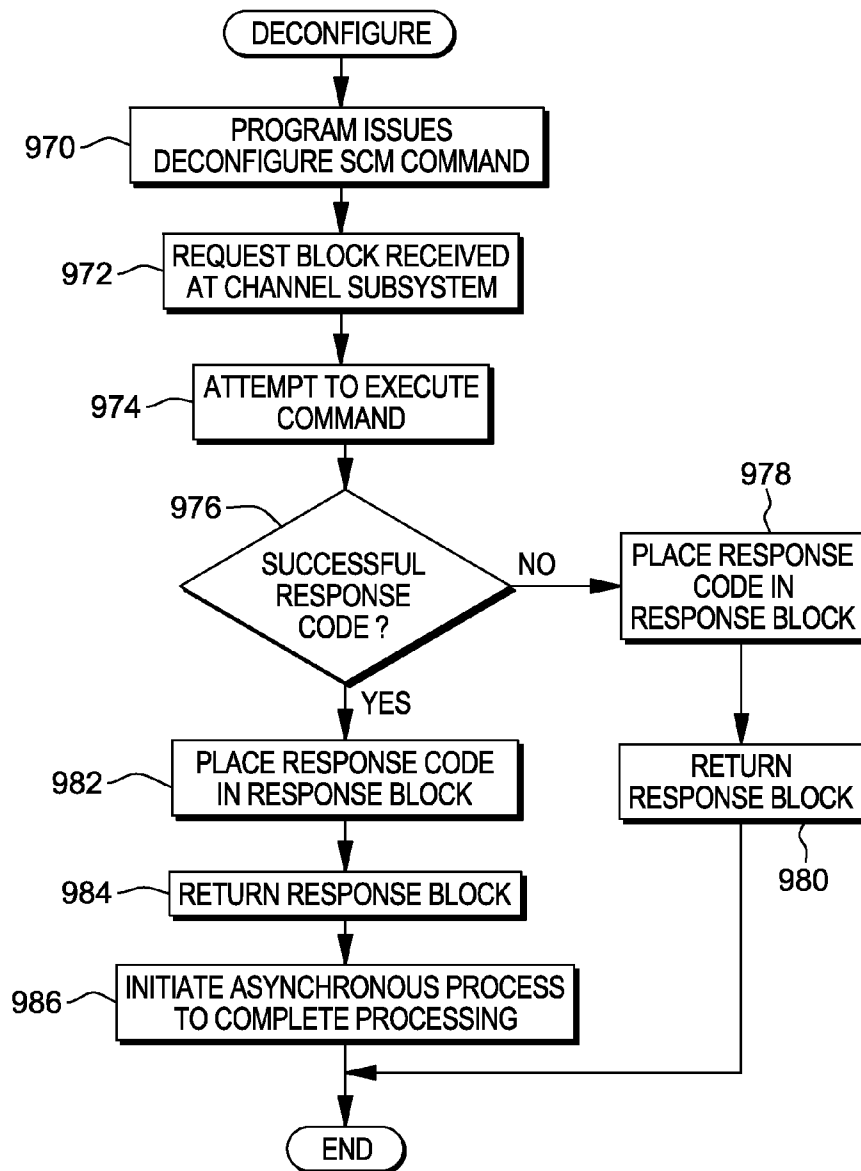 DECONFIGURE
970
PROGRAM ISSUES
DECONFIGURE SCM COMMAND
972
REQUEST BLOCK RECEIVED
AT CHANNEL SUBSYSTEM
974
ATTEMPT TO EXECUTE
COMMAND
976
SUCCESSFUL
RESPONSE
CODE ?
NO
978
PLACE RESPONSE
CODE IN
RESPONSE BLOCK
YES
982
PLACE RESPONSE CODE
IN RESPONSE BLOCK
RETURN
RESPONSE BLOCK
980
984
RETURN RESPONSE BLOCK
986
INITIATE ASYNCHRONOUS PROCESS
TO COMPLETE PROCESSING
END